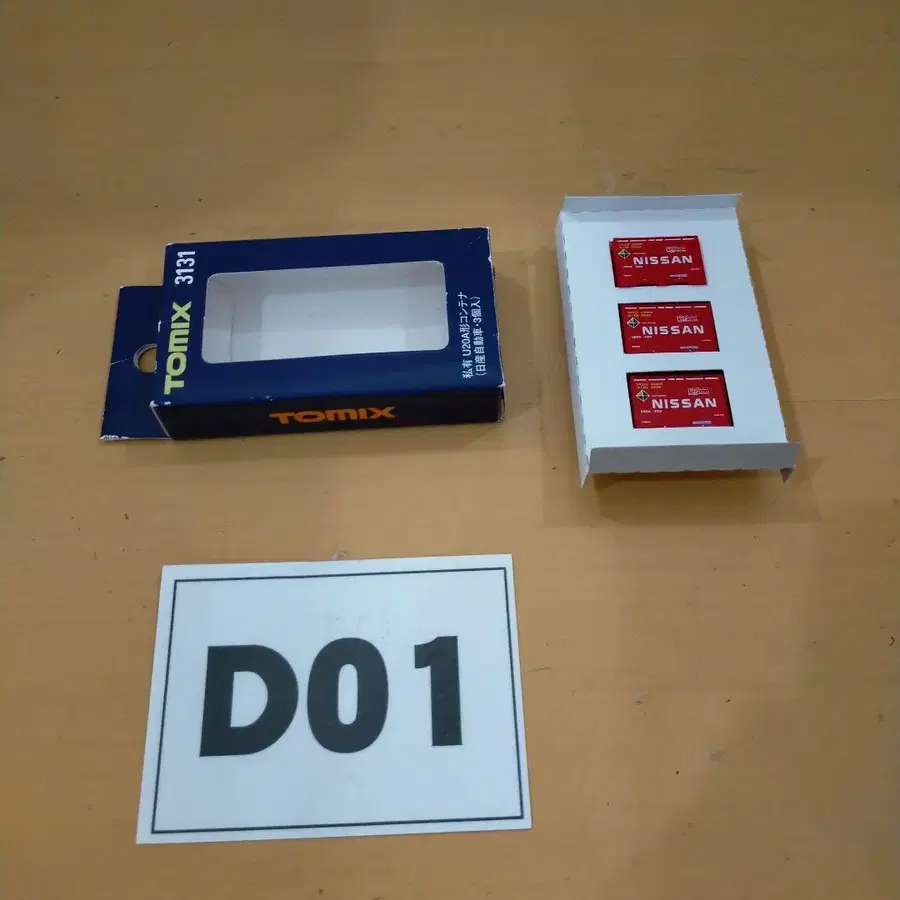 TOMIX 3131
私有 U20A形コンテナ
(日産自動車・3個入)
TOMIX
NISSAN
NISSAN
NISSAN
D01